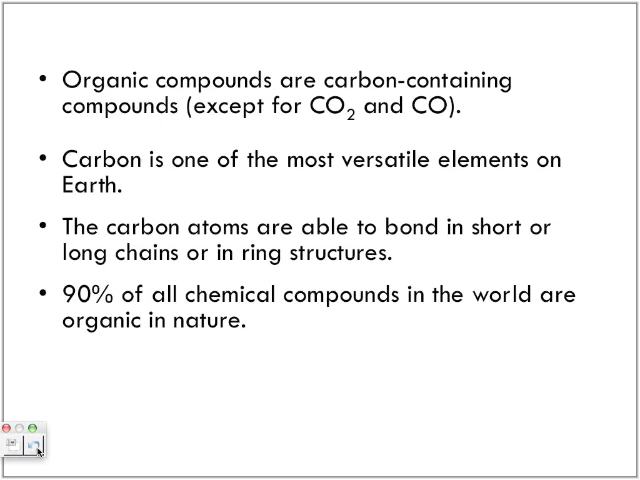 • Organic compounds are carbon-containing
compounds (except for CO₂ and CO).
• Carbon is one of the most versatile elements on
Earth.
• The carbon atoms are able to bond in short or
long chains or in ring structures.
• 90% of all chemical compounds in the world are
organic in nature.